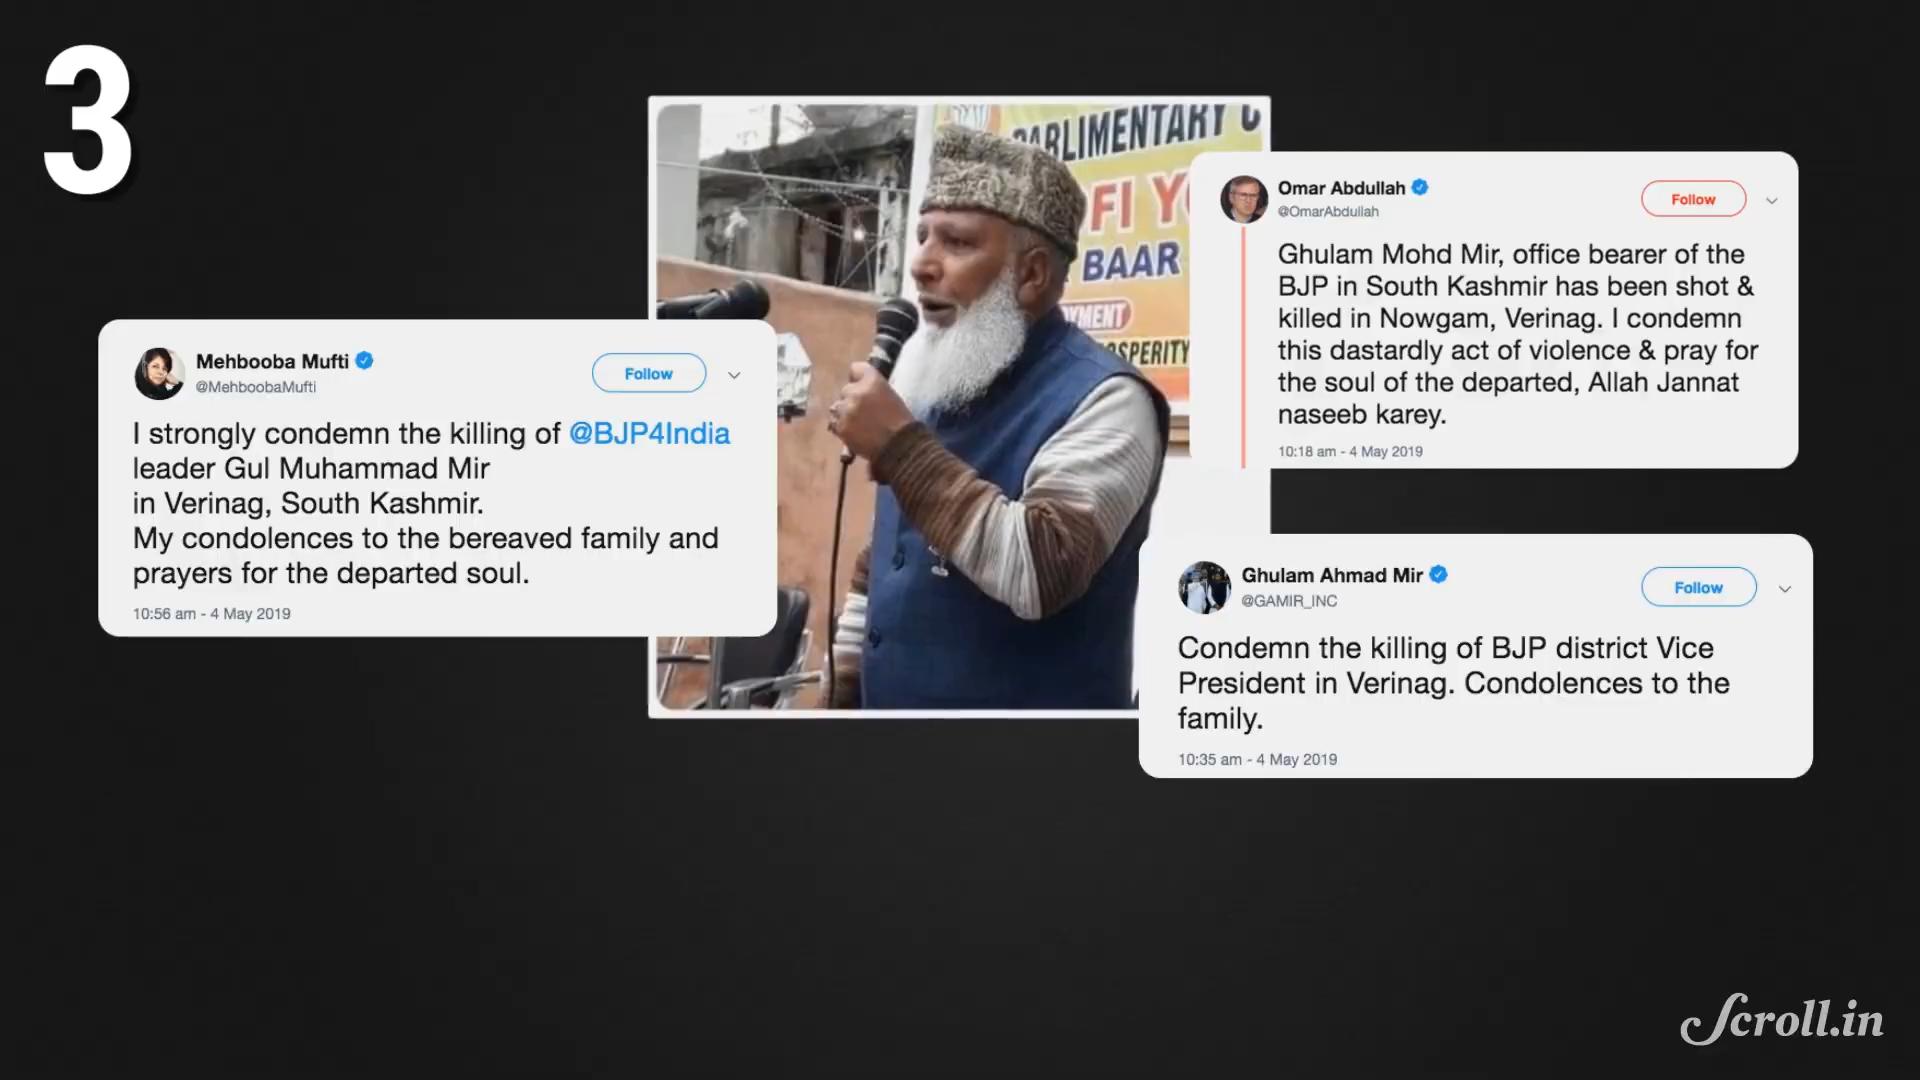 3
PARLIMENTARY C
FI Y
BAAR
YMENT
OSPERITY
Mehbooba Mufti
@MehboobaMufti
Follow
I strongly condemn the killing of @BJP4India
leader Gul Muhammad Mir
in Verinag, South Kashmir.
My condolences to the bereaved family and
prayers for the departed soul.
10:56 am - 4 May 2019
Omar Abdullah
@OmarAbdullah
Follow
Ghulam Mohd Mir, office bearer of the
BJP in South Kashmir has been shot &
killed in Nowgam, Verinag. I condemn
this dastardly act of violence & pray for
the soul of the departed, Allah Jannat
naseeb karey.
10:18 am - 4 May 2019
Ghulam Ahmad Mir
@GAMIR_INC
Follow
Condemn the killing of BJP district Vice
President in Verinag. Condolences to the
family.
10:35 am - 4 May 2019
Scroll.in